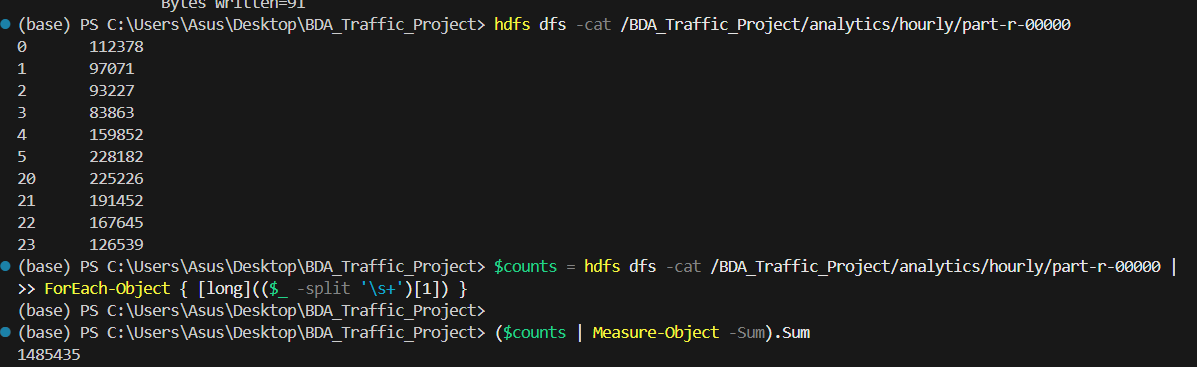 Bytes Written=91
(base) PS C:\Users\Asus\Desktop\BDA_Traffic_Project> hdfs dfs -cat /BDA_Traffic_Project/analytics/hourly/part-r-00000
0 112378
1 97071
2 93227
3 83863
4 159852
5 228182
20 225226
21 191452
22 167645
23 126539
(base) PS C:\Users\Asus\Desktop\BDA_Traffic_Project> $counts = hdfs dfs -cat /BDA_Traffic_Project/analytics/hourly/part-r-00000 |
>> ForEach-Object { [long](($_ -split '\s+')[1]) }
(base) PS C:\Users\Asus\Desktop\BDA_Traffic_Project>
(base) PS C:\Users\Asus\Desktop\BDA_Traffic_Project> ($counts | Measure-Object -Sum).Sum
1485435